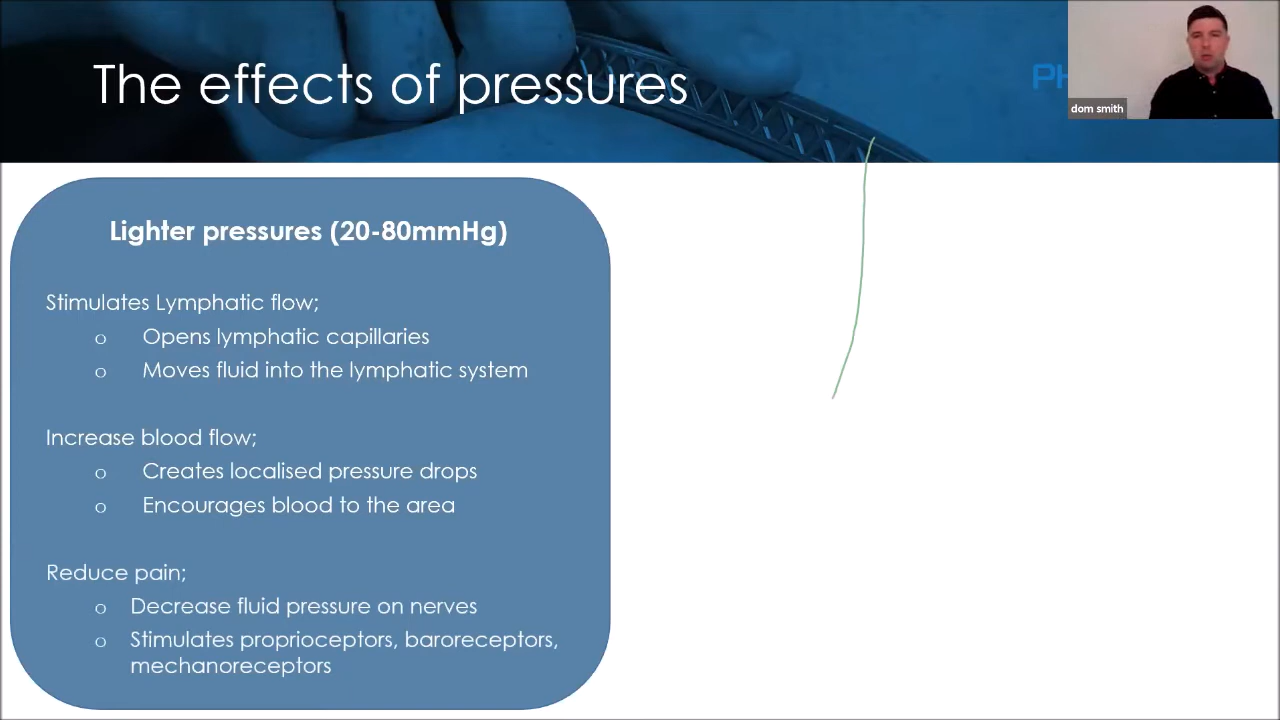 The effects of pressures
PH
dom smith
Lighter pressures (20-80mmHg)
Stimulates Lymphatic flow;
o Opens lymphatic capillaries
o Moves fluid into the lymphatic system
Increase blood flow;
o Creates localised pressure drops
o Encourages blood to the area
Reduce pain;
o Decrease fluid pressure on nerves
o Stimulates proprioceptors, baroreceptors,
mechanoreceptors